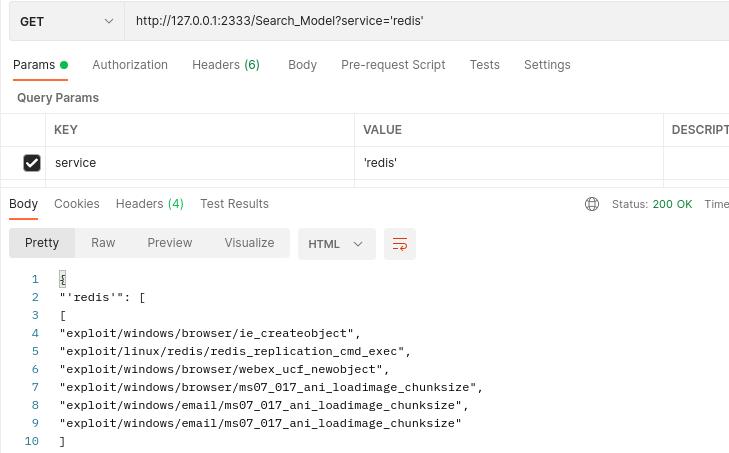 GET http://127.0.0.1:2333/Search_Model?service='redis'
Params Authorization Headers (6) Body Pre-request Script Tests Settings
Query Params
KEY VALUE DESCRIPT
service 'redis'
Body Cookies Headers (4) Test Results Status: 200 OK Time
Pretty Raw Preview Visualize HTML
1 {
2 "'redis'": [
3 [
4 "exploit/windows/browser/ie_createobject",
5 "exploit/linux/redis/redis_replication_cmd_exec",
6 "exploit/windows/browser/webex_ucf_newobject",
7 "exploit/windows/browser/ms07_017_ani_loadimage_chunksize",
8 "exploit/windows/email/ms07_017_ani_loadimage_chunksize",
9 "exploit/windows/email/ms07_017_ani_loadimage_chunksize"
10 ]